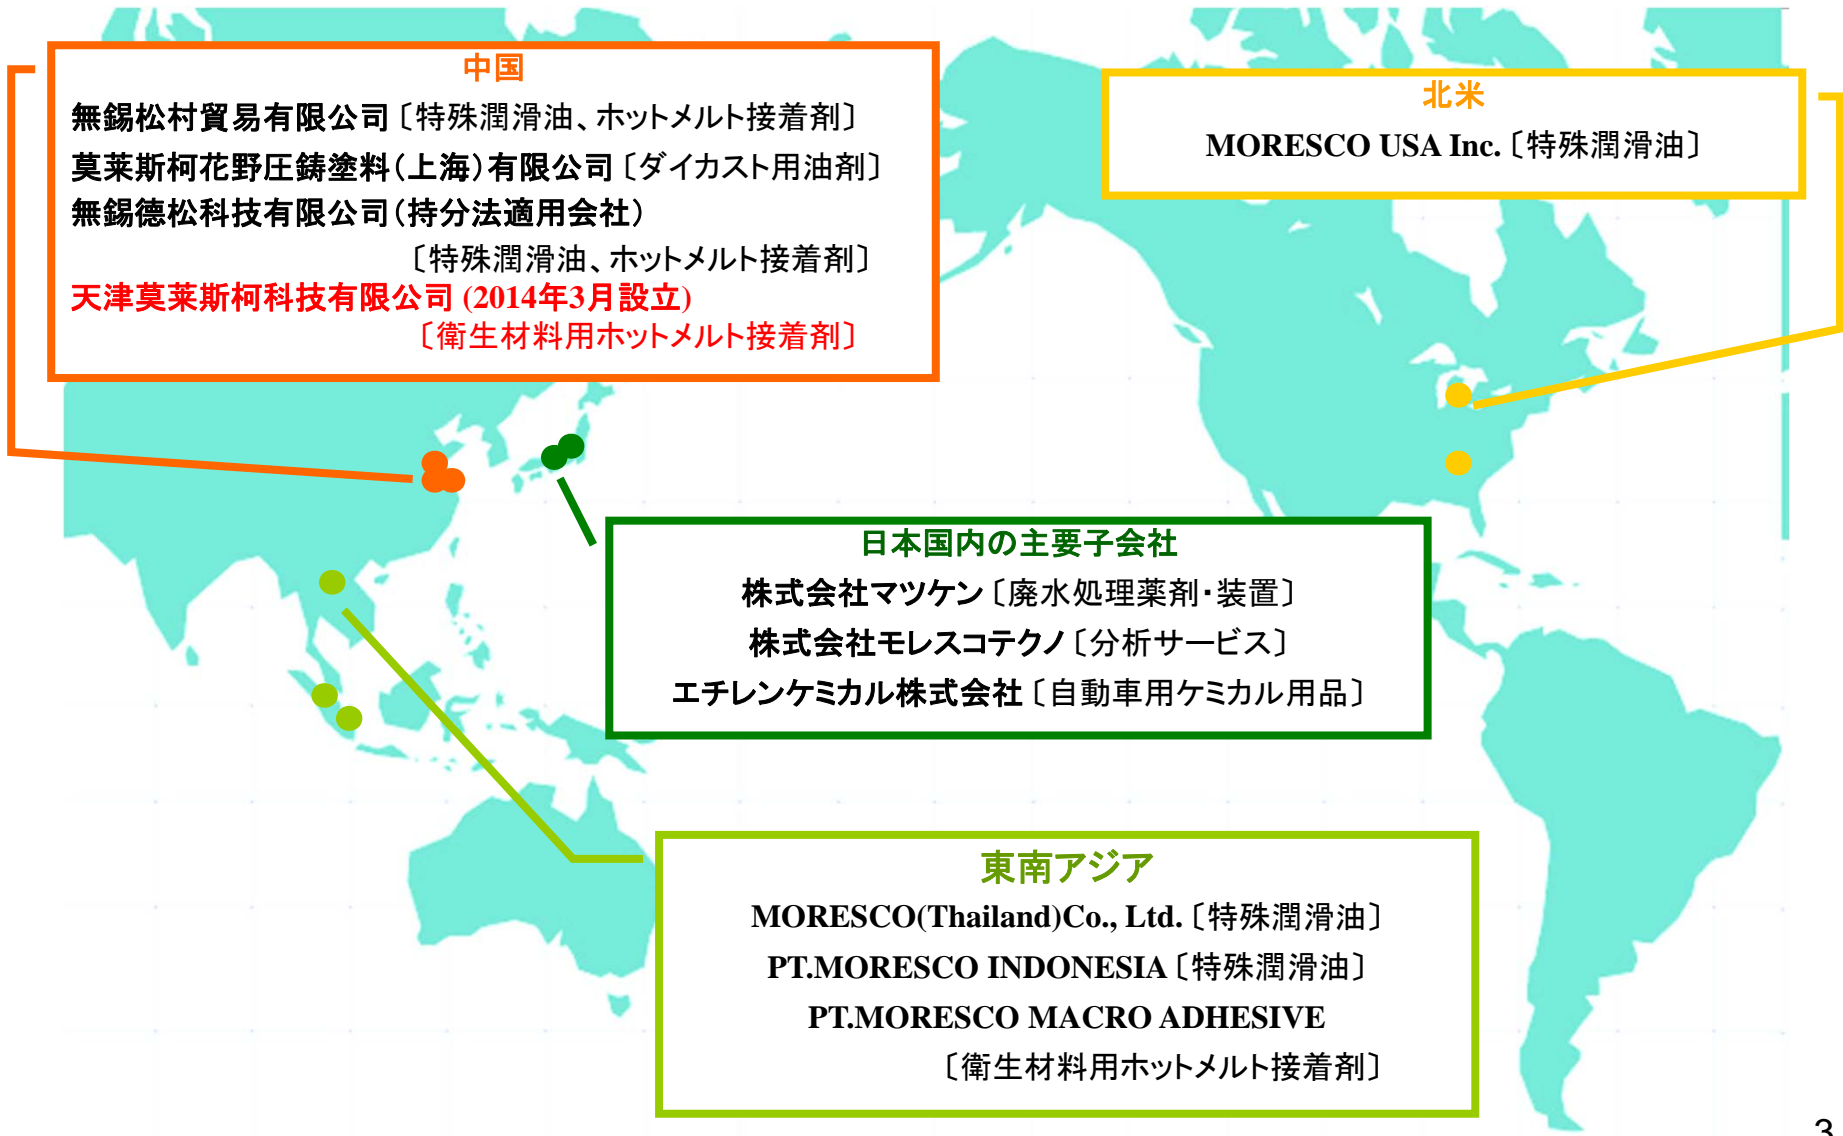 中国
無錫松村貿易有限公司〔特殊潤滑油、ホットメルト接着剤〕
莫莱斯柯花野圧鋳塗料(上海)有限公司〔ダイカスト用油剤〕
無錫德松科技有限公司(持分法適用会社)
〔特殊潤滑油、ホットメルト接着剤〕
天津莫莱斯柯科技有限公司 (2014年3月設立)
〔衛生材料用ホットメルト接着剤〕
北米
MORESCO USA Inc.〔特殊潤滑油〕
日本国内の主要子会社
株式会社マツケン〔廃水処理薬剤・装置〕
株式会社モレスコテクノ〔分析サービス〕
エチレンケミカル株式会社〔自動車用ケミカル用品〕
東南アジア
MORESCO(Thailand)Co., Ltd.〔特殊潤滑油〕
PT.MORESCO INDONESIA〔特殊潤滑油〕
PT.MORESCO MACRO ADHESIVE
〔衛生材料用ホットメルト接着剤〕
3